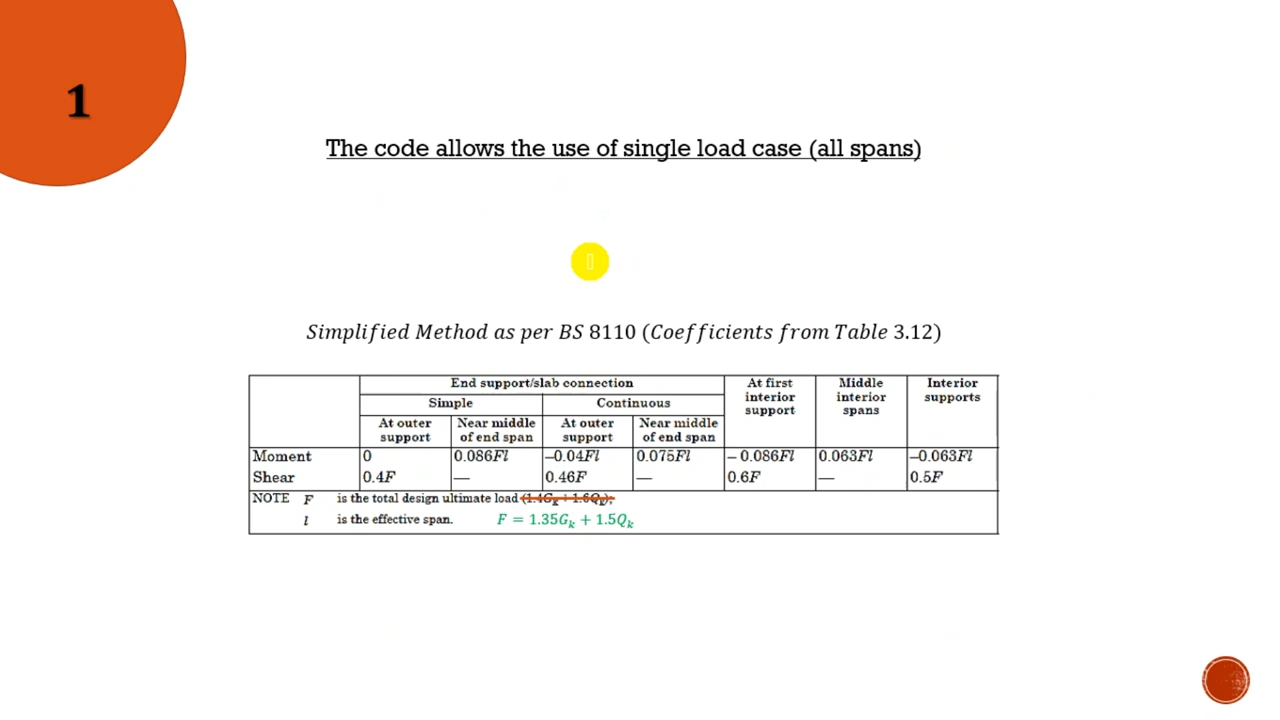 1
The code allows the use of single load case (all spans)
Simplified Method as per BS 8110 (Coefficients from Table 3.12)
End support/slab connection
At first interior support
Middle interior spans
Interior supports
Simple
Continuous
At outer support
Near middle of end span
At outer support
Near middle of end span
Moment 0 0.086Fl –0.04Fl 0.075Fl – 0.086Fl 0.063Fl –0.063Fl
Shear 0.4F — 0.46F — 0.6F — 0.5F
NOTE F is the total design ultimate load (1.4Gₖ + 1.6Qₖ);
l is the effective span. F = 1.35Gₖ + 1.5Qₖ